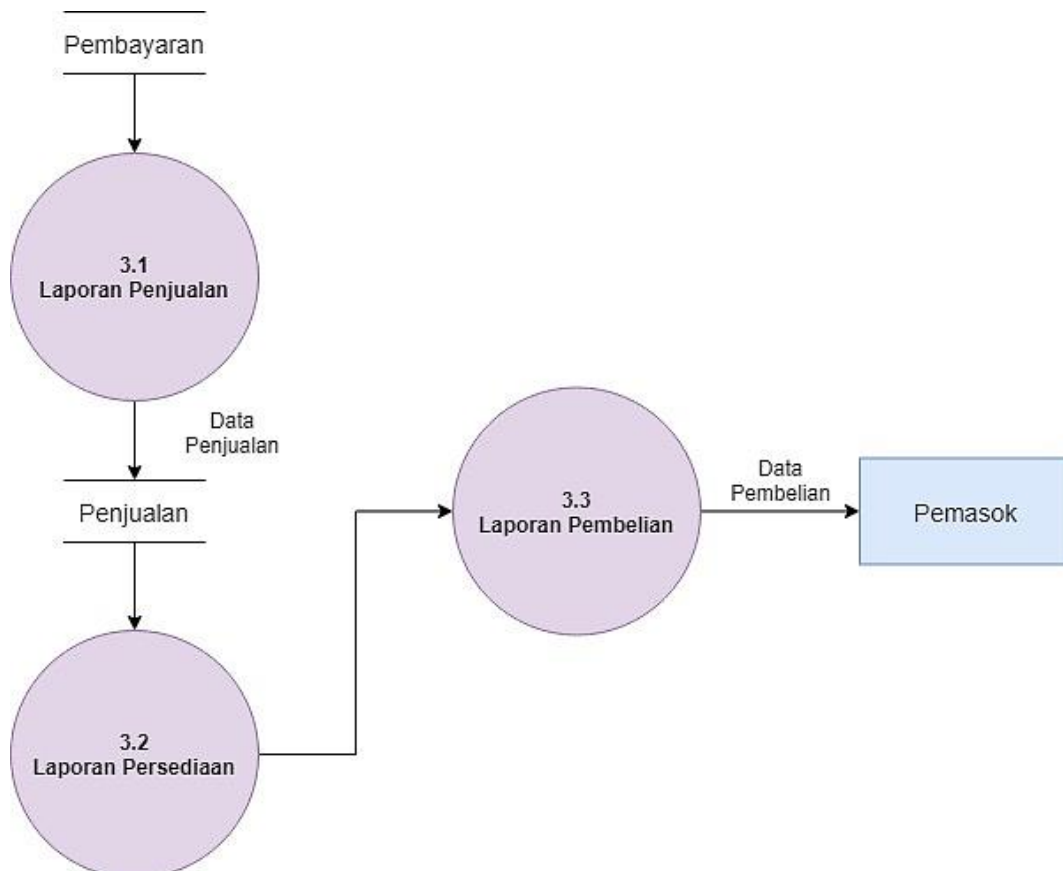 Pembayaran
3.1
Laporan Penjualan
Data
Penjualan
Penjualan
3.2
Laporan Persediaan
3.3
Laporan Pembelian
Data
Pembelian
Pemasok